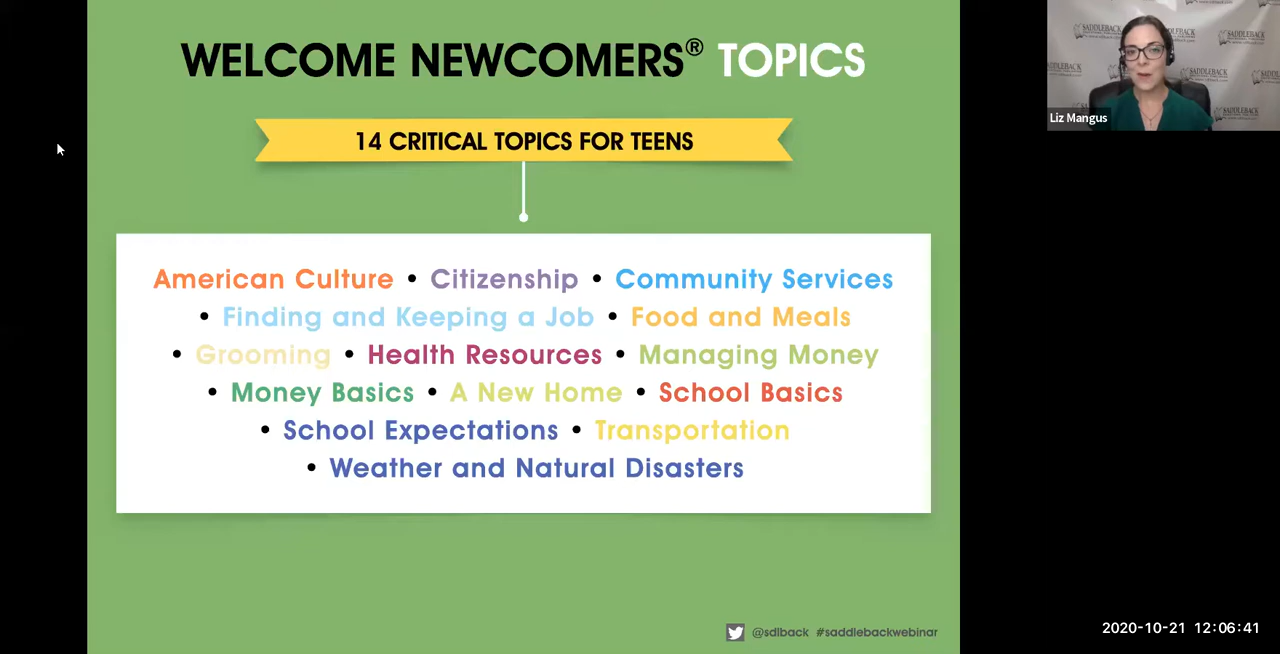 WELCOME NEWCOMERS® TOPICS
14 CRITICAL TOPICS FOR TEENS
American Culture • Citizenship • Community Services
• Finding and Keeping a Job • Food and Meals
• Grooming • Health Resources • Managing Money
• Money Basics • A New Home • School Basics
• School Expectations • Transportation
• Weather and Natural Disasters
@sdlback #saddlebackwebinar
SADDLEBACK
Liz Mangus
2020-10-21 12:06:41